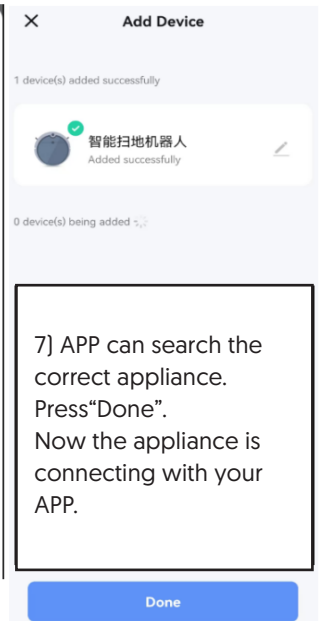 Add Device
1 device(s) added successfully
智能扫地机器人
Added successfully
0 device(s) being added
7) APP can search the
correct appliance.
Press“Done”.
Now the appliance is
connecting with your
APP.
Done